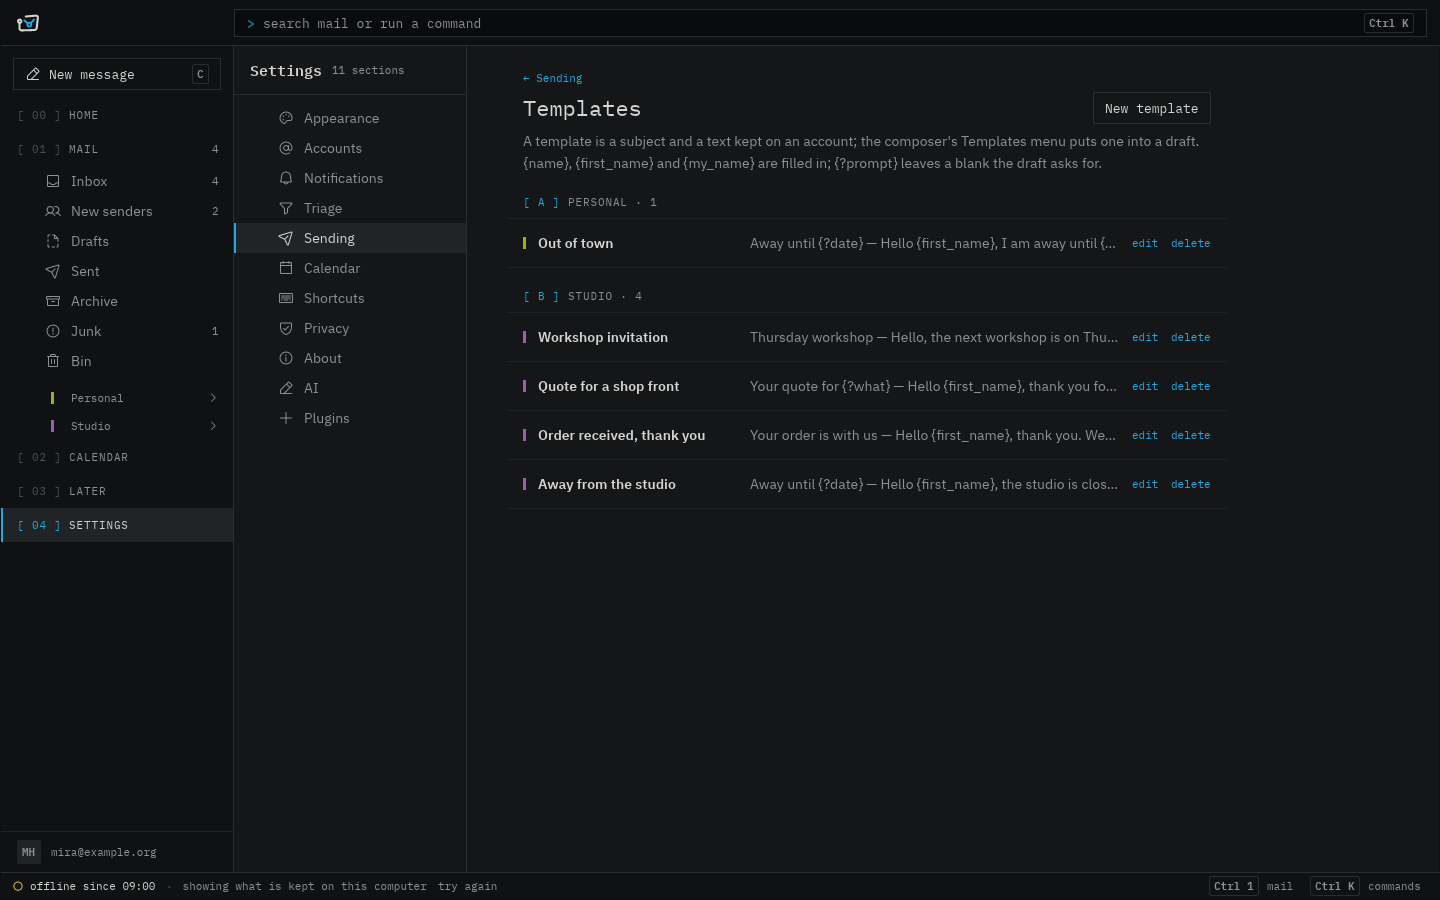 > search mail or run a command Ctrl K
New message C
[ 00 ] HOME
[ 01 ] MAIL 4
Inbox 4
New senders 2
Drafts
Sent
Archive
Junk 1
Bin
Personal
Studio
[ 02 ] CALENDAR
[ 03 ] LATER
[ 04 ] SETTINGS
MH mira@example.org
Settings 11 sections
Appearance
Accounts
Notifications
Triage
Sending
Calendar
Shortcuts
Privacy
About
AI
Plugins
← Sending
Templates
New template
A template is a subject and a text kept on an account; the composer's Templates menu puts one into a draft.
{name}, {first_name} and {my_name} are filled in; {?prompt} leaves a blank the draft asks for.
[ A ] PERSONAL · 1
Out of town Away until {?date} — Hello {first_name}, I am away until {... edit delete
[ B ] STUDIO · 4
Workshop invitation Thursday workshop — Hello, the next workshop is on Thu... edit delete
Quote for a shop front Your quote for {?what} — Hello {first_name}, thank you fo... edit delete
Order received, thank you Your order is with us — Hello {first_name}, thank you. We... edit delete
Away from the studio Away until {?date} — Hello {first_name}, the studio is clos... edit delete
offline since 09:00 · showing what is kept on this computer try again
Ctrl 1 mail Ctrl K commands